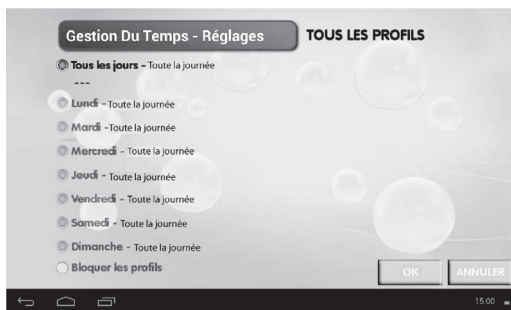 Gestion Du Temps - Réglages
TOUS LES PROFILS
Tous les jours - Toute la journée
---
Lundi - Toute la journée
Mardi - Toute la journée
Mercredi - Toute la journée
Jeudi - Toute la journée
Vendredi - Toute la journée
Samedi - Toute la journée
Dimanche - Toute la journée
Bloquer les profils
OK
ANNULER
15:00